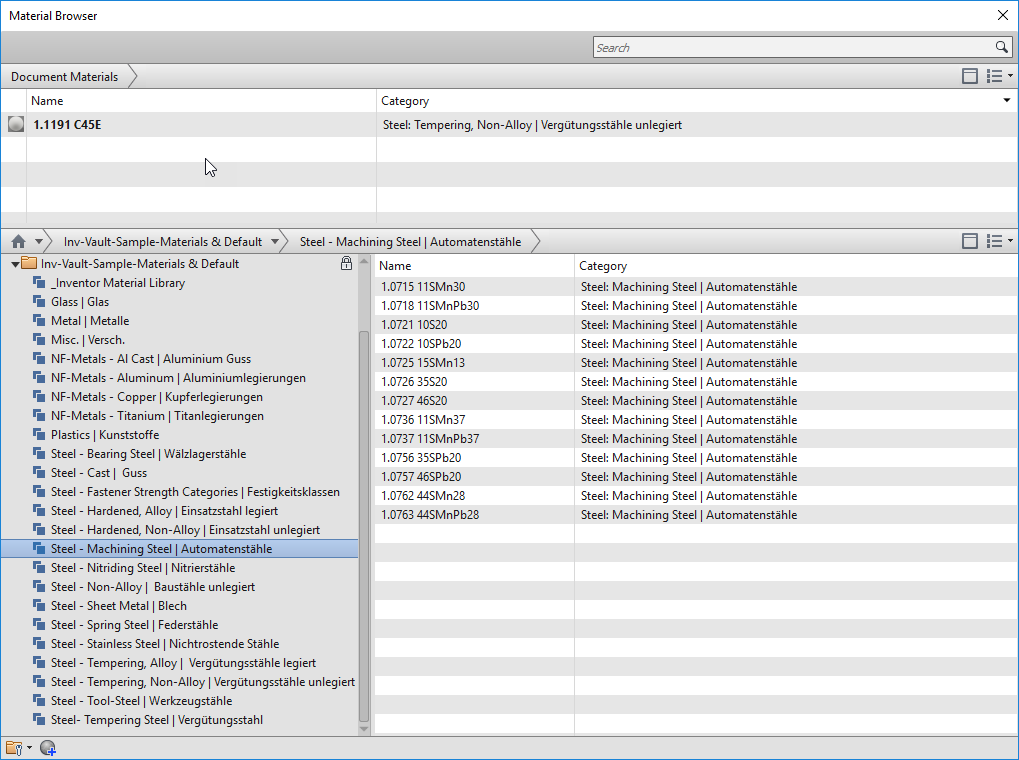 Material Browser
Search
Document Materials
Name Category
1.1191 C45E Steel: Tempering, Non-Alloy | Vergütungsstähle unlegiert
Inv-Vault-Sample-Materials & Default Steel - Machining Steel | Automatenstähle
Inv-Vault-Sample-Materials & Default
_Inventor Material Library
Glass | Glas
Metal | Metalle
Misc. | Versch.
NF-Metals - Al Cast | Aluminium Guss
NF-Metals - Aluminum | Aluminiumlegierungen
NF-Metals - Copper | Kupferlegierungen
NF-Metals - Titanium | Titanlegierungen
Plastics | Kunststoffe
Steel - Bearing Steel | Wälzlagerstähle
Steel - Cast |  Guss
Steel - Fastener Strength Categories | Festigkeitsklassen
Steel - Hardened, Alloy | Einsatzstahl legiert
Steel - Hardened, Non-Alloy | Einsatzstahl unlegiert
Steel - Machining Steel | Automatenstähle
Steel - Nitriding Steel | Nitrierstähle
Steel - Non-Alloy |  Baustähle unlegiert
Steel - Sheet Metal | Blech
Steel - Spring Steel | Federstähle
Steel - Stainless Steel | Nichtrostende Stähle
Steel - Tempering, Alloy |  Vergütungsstähle legiert
Steel - Tempering, Non-Alloy | Vergütungsstähle unlegiert
Steel - Tool-Steel | Werkzeugstähle
Steel- Tempering Steel | Vergütungsstahl
Name Category
1.0715 11SMn30 Steel: Machining Steel | Automatenstähle
1.0718 11SMnPb30 Steel: Machining Steel | Automatenstähle
1.0721 10S20 Steel: Machining Steel | Automatenstähle
1.0722 10SPb20 Steel: Machining Steel | Automatenstähle
1.0725 15SMn13 Steel: Machining Steel | Automatenstähle
1.0726 35S20 Steel: Machining Steel | Automatenstähle
1.0727 46S20 Steel: Machining Steel | Automatenstähle
1.0736 11SMn37 Steel: Machining Steel | Automatenstähle
1.0737 11SMnPb37 Steel: Machining Steel | Automatenstähle
1.0756 35SPb20 Steel: Machining Steel | Automatenstähle
1.0757 46SPb20 Steel: Machining Steel | Automatenstähle
1.0762 44SMn28 Steel: Machining Steel | Automatenstähle
1.0763 44SMnPb28 Steel: Machining Steel | Automatenstähle